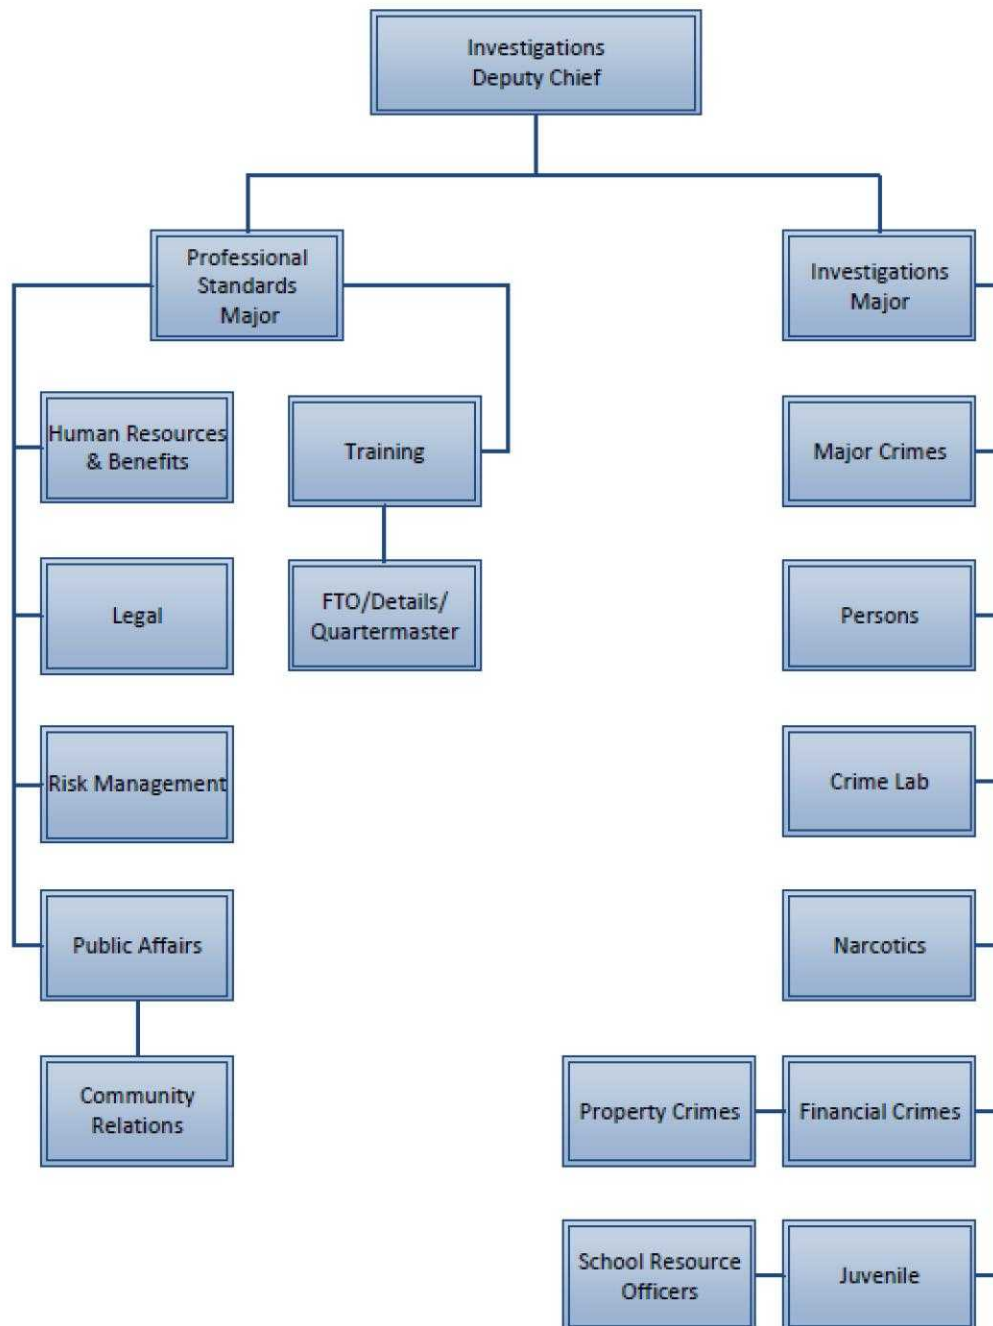 Investigations
Deputy Chief
Professional
Standards
Major
Investigations
Major
Human Resources
& Benefits
Training
Major Crimes
Legal
FTO/Details/
Quartermaster
Persons
Risk Management
Crime Lab
Public Affairs
Narcotics
Community
Relations
Property Crimes
Financial Crimes
School Resource
Officers
Juvenile